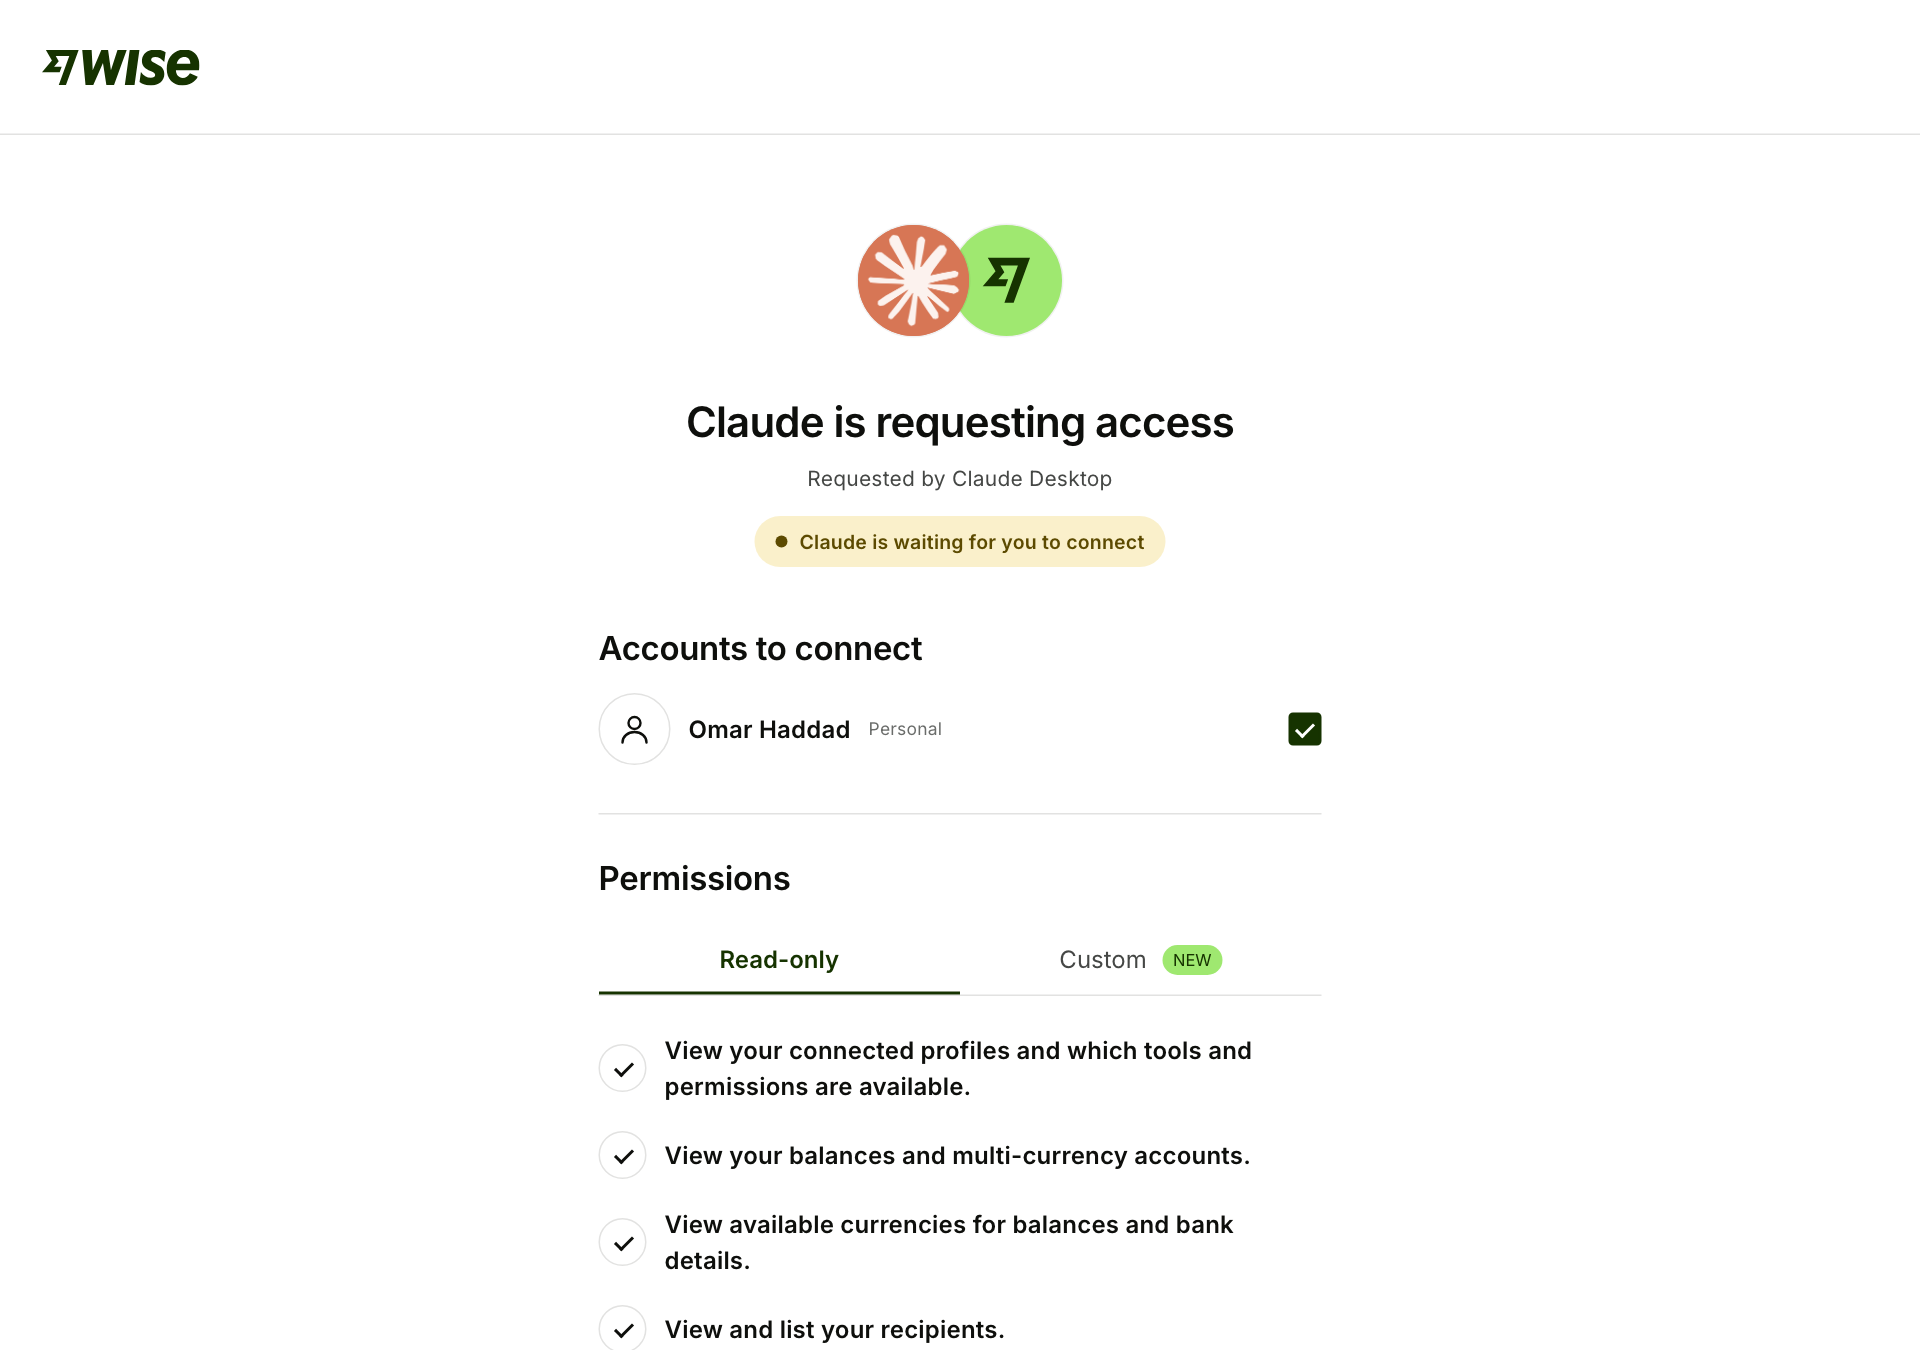 wise
Claude is requesting access
Requested by Claude Desktop
Claude is waiting for you to connect
Accounts to connect
Omar Haddad Personal
Permissions
Read-only Custom NEW
View your connected profiles and which tools and
permissions are available.
View your balances and multi-currency accounts.
View available currencies for balances and bank
details.
View and list your recipients.